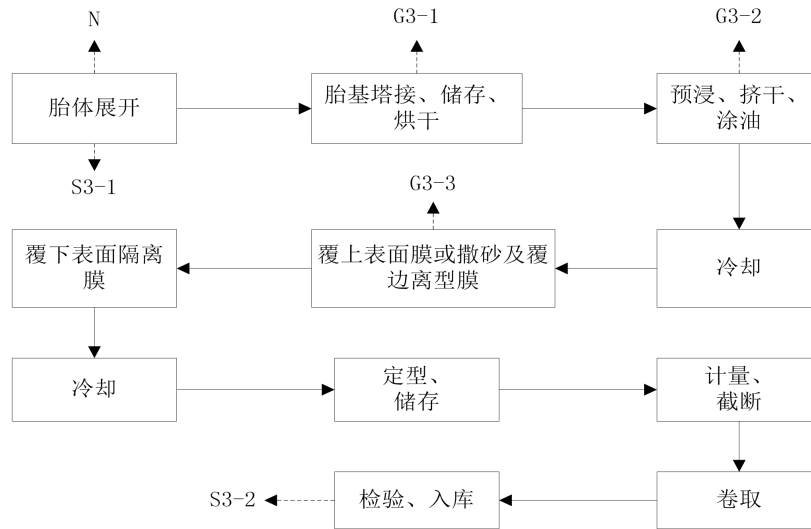 N
G3-1
G3-2
胎体展开
胎基塔接、储存、
烘干
预浸、挤干、
涂油
S3-1
G3-3
覆下表面隔离
膜
覆上表面膜或撒砂及覆
边离型膜
冷却
冷却
定型、
储存
计量、
截断
S3-2
检验、入库
卷取